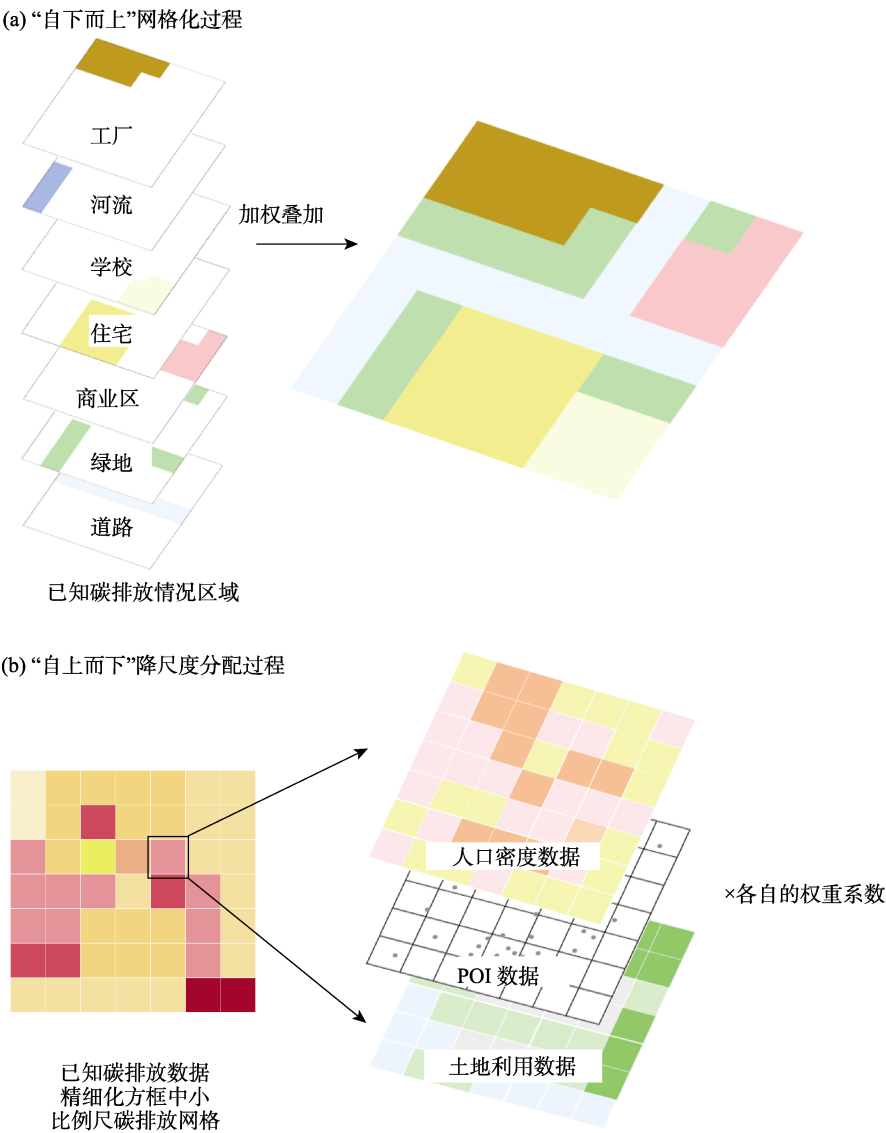 (a) “自下而上”网格化过程
工厂
河流
学校
住宅
商业区
绿地
道路
加权叠加
已知碳排放情况区域
(b) “自上而下”降尺度分配过程
人口密度数据
POI 数据
土地利用数据
×各自的权重系数
已知碳排放数据
精细化方框中小
比例尺碳排放网格